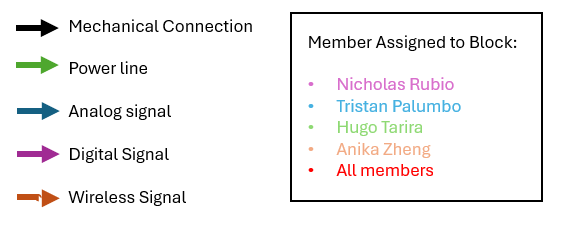 Mechanical Connection
Power line
Analog signal
Digital Signal
Wireless Signal
Member Assigned to Block:
• Nicholas Rubio
• Tristan Palumbo
• Hugo Tarira
• Anika Zheng
• All members